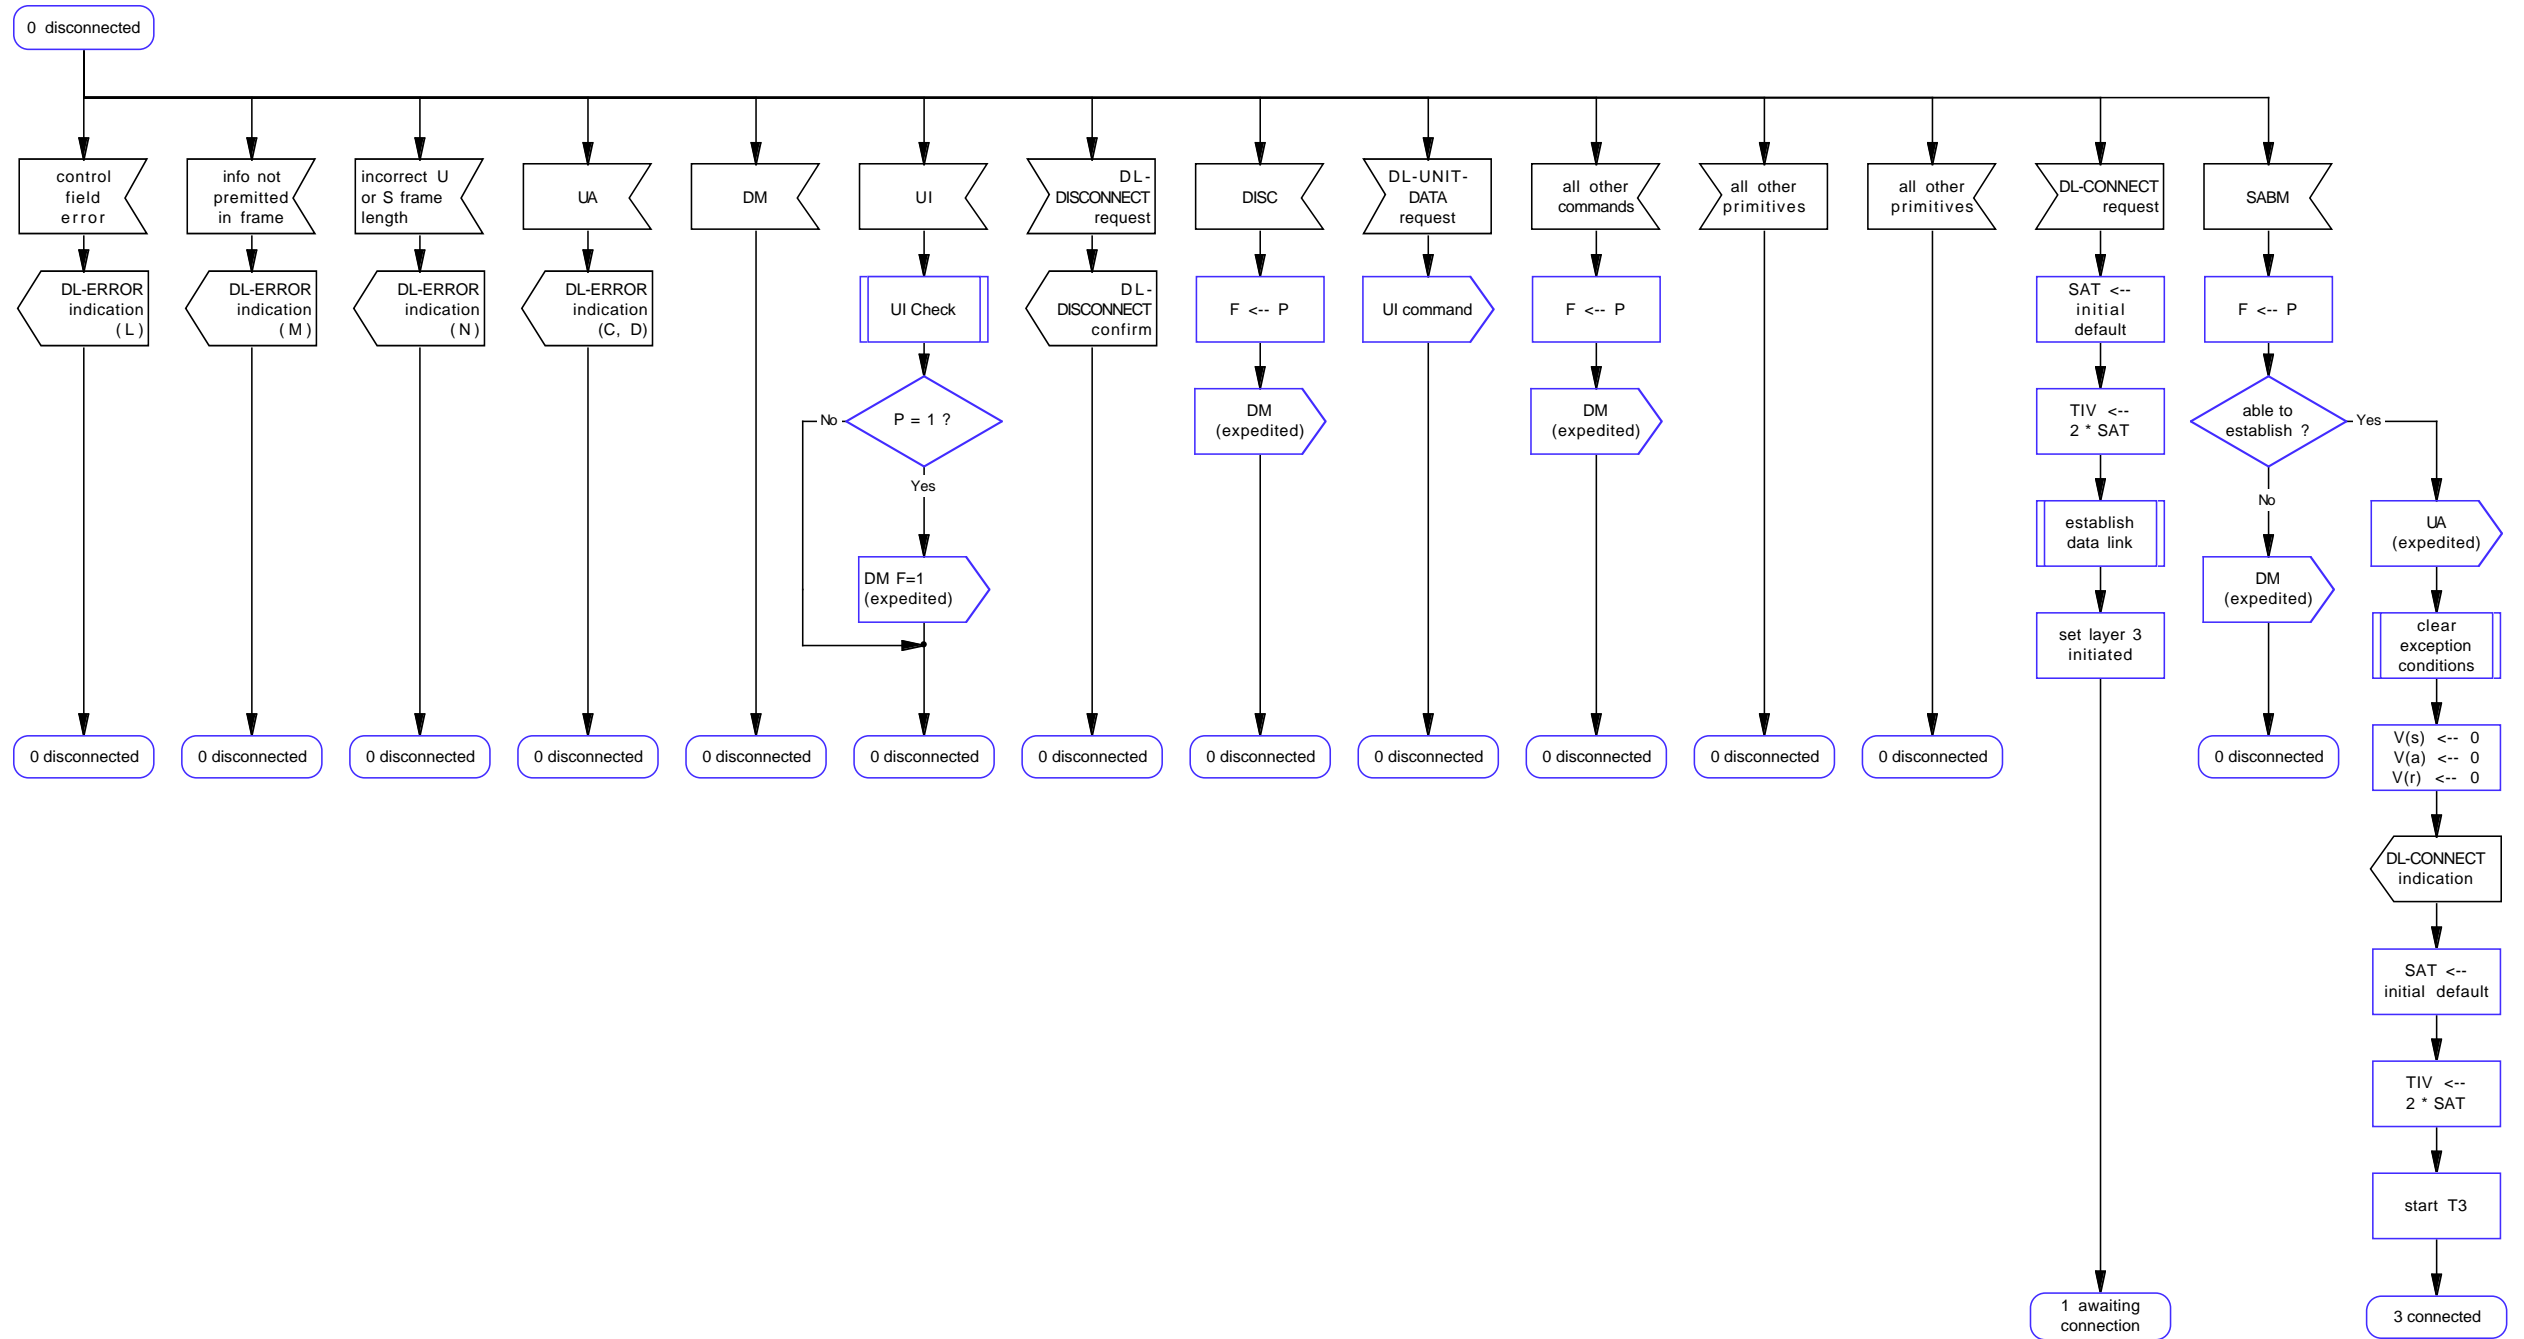 0 disconnected
control
field
error
info not
premitted
in frame
incorrect U
or S frame
length
UA
DM
UI
DL-
DISCONNECT
request
DISC
DL-UNIT-
DATA
request
all other
commands
all other
primitives
all other
primitives
DL-CONNECT
request
SABM
DL-ERROR
indication
(L)
DL-ERROR
indication
(M)
DL-ERROR
indication
(N)
DL-ERROR
indication
(C, D)
UI Check
DL-
DISCONNECT
confirm
F <-- P
UI command
F <-- P
SAT <--
initial
default
F <-- P
No
P = 1 ?
Yes
DM
(expedited)
DM
(expedited)
TIV <--
2 * SAT
able to
establish ?
Yes
No
establish
data link
UA
(expedited)
DM F=1
(expedited)
DM
(expedited)
set layer 3
initiated
clear
exception
conditions
0 disconnected
0 disconnected
0 disconnected
0 disconnected
0 disconnected
0 disconnected
0 disconnected
0 disconnected
0 disconnected
0 disconnected
0 disconnected
0 disconnected
0 disconnected
V(s) <-- 0
V(a) <-- 0
V(r) <-- 0
DL-CONNECT
indication
SAT <--
initial default
TIV <--
2 * SAT
start T3
1 awaiting
connection
3 connected